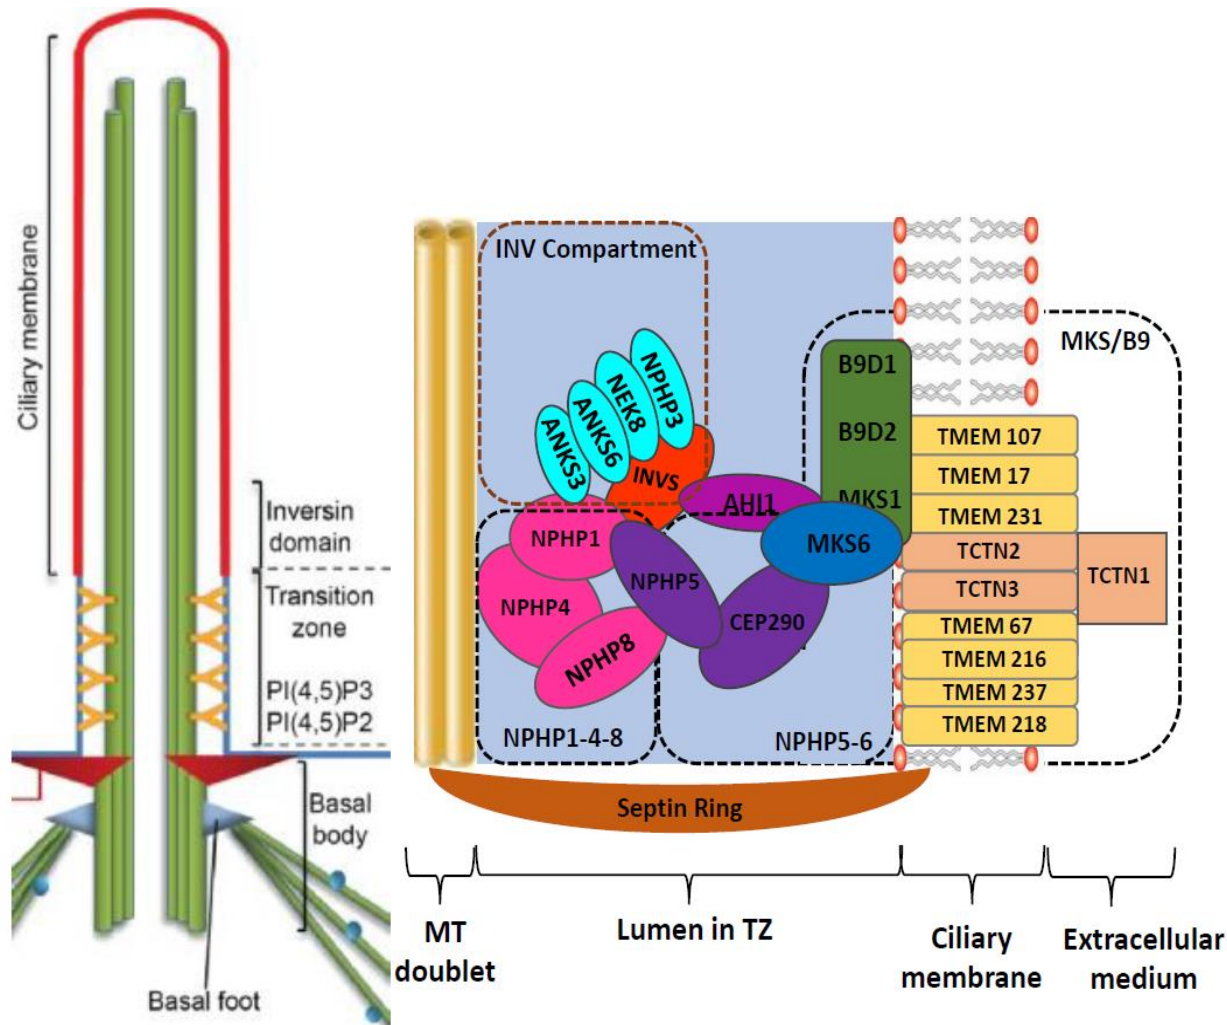 Ciliary membrane
Inversin
domain
Transition
zone
PI(4,5)P3
PI(4,5)P2
Basal
body
Basal foot
INV Compartment
MKS/B9
NPHP3
NEK8
ANKS6
ANKS3
INVS
B9D1
B9D2
MKS1
AHI1
MKS6
NPHP1
NPHP4
NPHP5
NPHP8
CEP290
TMEM 107
TMEM 17
TMEM 231
TCTN2
TCTN3
TCTN1
TMEM 67
TMEM 216
TMEM 237
TMEM 218
NPHP1-4-8
NPHP5-6
Septin Ring
MT
doublet
Lumen in TZ
Ciliary
membrane
Extracellular
medium